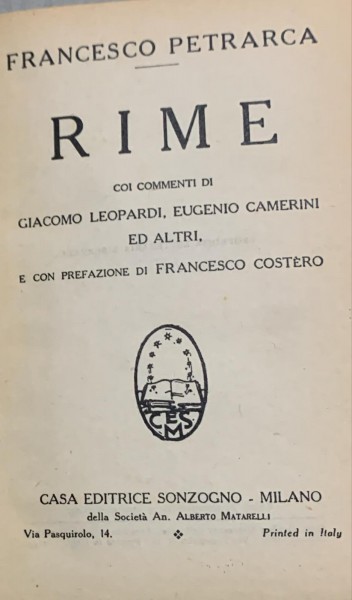 FRANCESCO PETRARCA
RIME
COI COMMENTI DI
GIACOMO LEOPARDI, EUGENIO CAMERINI
ED ALTRI,
E CON PREFAZIONE DI FRANCESCO COSTÈRO
CESM
CASA EDITRICE SONZOGNO - MILANO
della Società An. ALBERTO MATARELLI
Via Pasquirolo, 14.
Printed in Italy